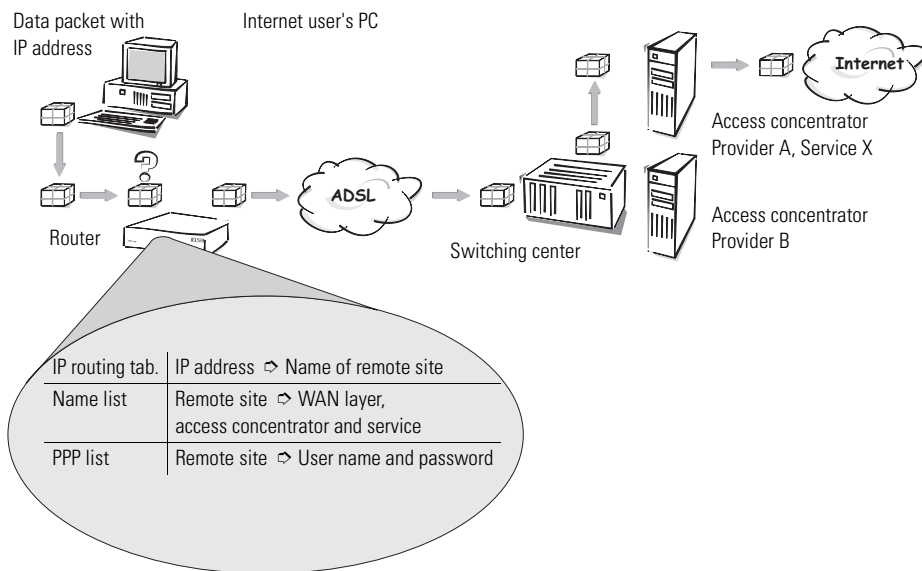 Data packet with
IP address
Internet user's PC
Internet
Access concentrator
Provider A, Service X
?
ADSL
Router
Switching center
Access concentrator
Provider B
IP routing tab. IP address ➪ Name of remote site
Name list Remote site ➪ WAN layer,
access concentrator and service
PPP list Remote site ➪ User name and password